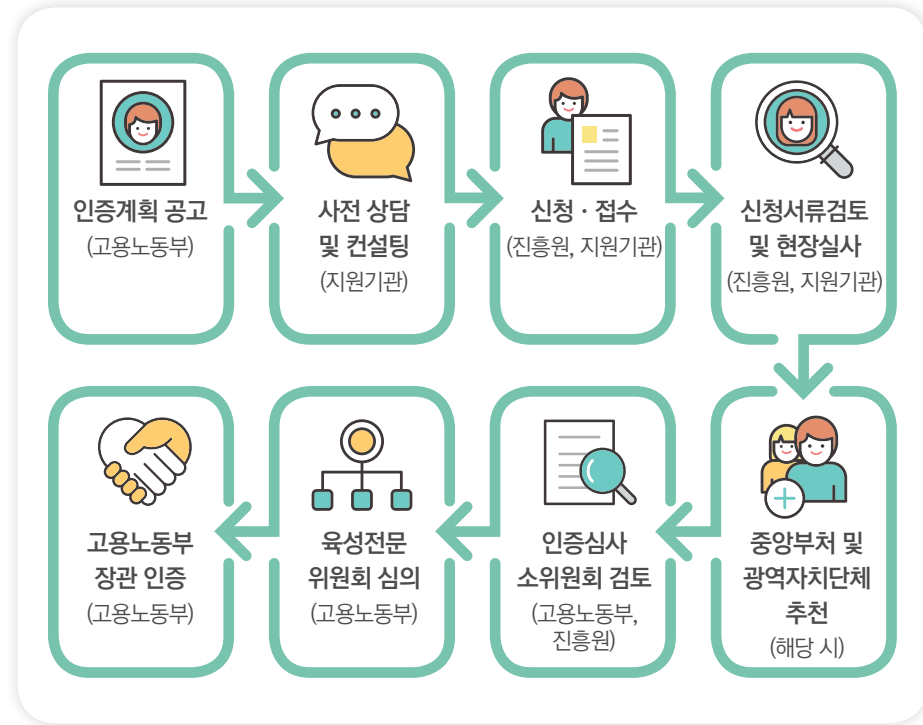 인증계획 공고
(고용노동부)
사전 상담
및 컨설팅
(지원기관)
신청 · 접수
(진흥원, 지원기관)
신청서류검토
및 현장실사
(진흥원, 지원기관)
중앙부처 및
광역자치단체
추천
(해당 시)
인증심사
소위원회 검토
(고용노동부,
진흥원)
육성전문
위원회 심의
(고용노동부)
고용노동부
장관 인증
(고용노동부)